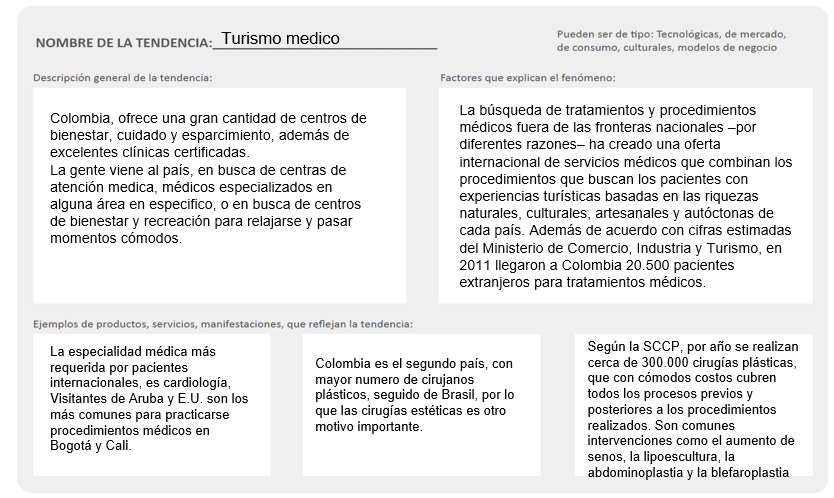 NOMBRE DE LA TENDENCIA: Turismo medico
Pueden ser de tipo: Tecnológicas, de mercado,
de consumo, culturales, modelos de negocio
Descripción general de la tendencia:
Colombia, ofrece una gran cantidad de centros de
bienestar, cuidado y esparcimiento, además de
excelentes clínicas certificadas.
La gente viene al país, en busca de centras de
atención medica, médicos especializados en
alguna área en especifico, o en busca de centros
de bienestar y recreación para relajarse y pasar
momentos cómodos.
Factores que explican el fenómeno:
La búsqueda de tratamientos y procedimientos
médicos fuera de las fronteras nacionales –por
diferentes razones– ha creado una oferta
internacional de servicios médicos que combinan los
procedimientos que buscan los pacientes con
experiencias turísticas basadas en las riquezas
naturales, culturales, artesanales y autóctonas de
cada país. Además de acuerdo con cifras estimadas
del Ministerio de Comercio, Industria y Turismo, en
2011 llegaron a Colombia 20.500 pacientes
extranjeros para tratamientos médicos.
Ejemplos de productos, servicios, manifestaciones, que reflejan la tendencia:
La especialidad médica más
requerida por pacientes
internacionales, es cardiología,
Visitantes de Aruba y E.U. son los
más comunes para practicarse
procedimientos médicos en
Bogotá y Cali.
Colombia es el segundo país, con
mayor numero de cirujanos
plásticos, seguido de Brasil, por lo
que las cirugías estéticas es otro
motivo importante.
Según la SCCP, por año se realizan
cerca de 300.000 cirugías plásticas,
que con cómodos costos cubren
todos los procesos previos y
posteriores a los procedimientos
realizados. Son comunes
intervenciones como el aumento de
senos, la lipoescultura, la
abdominoplastia y la blefaroplastia